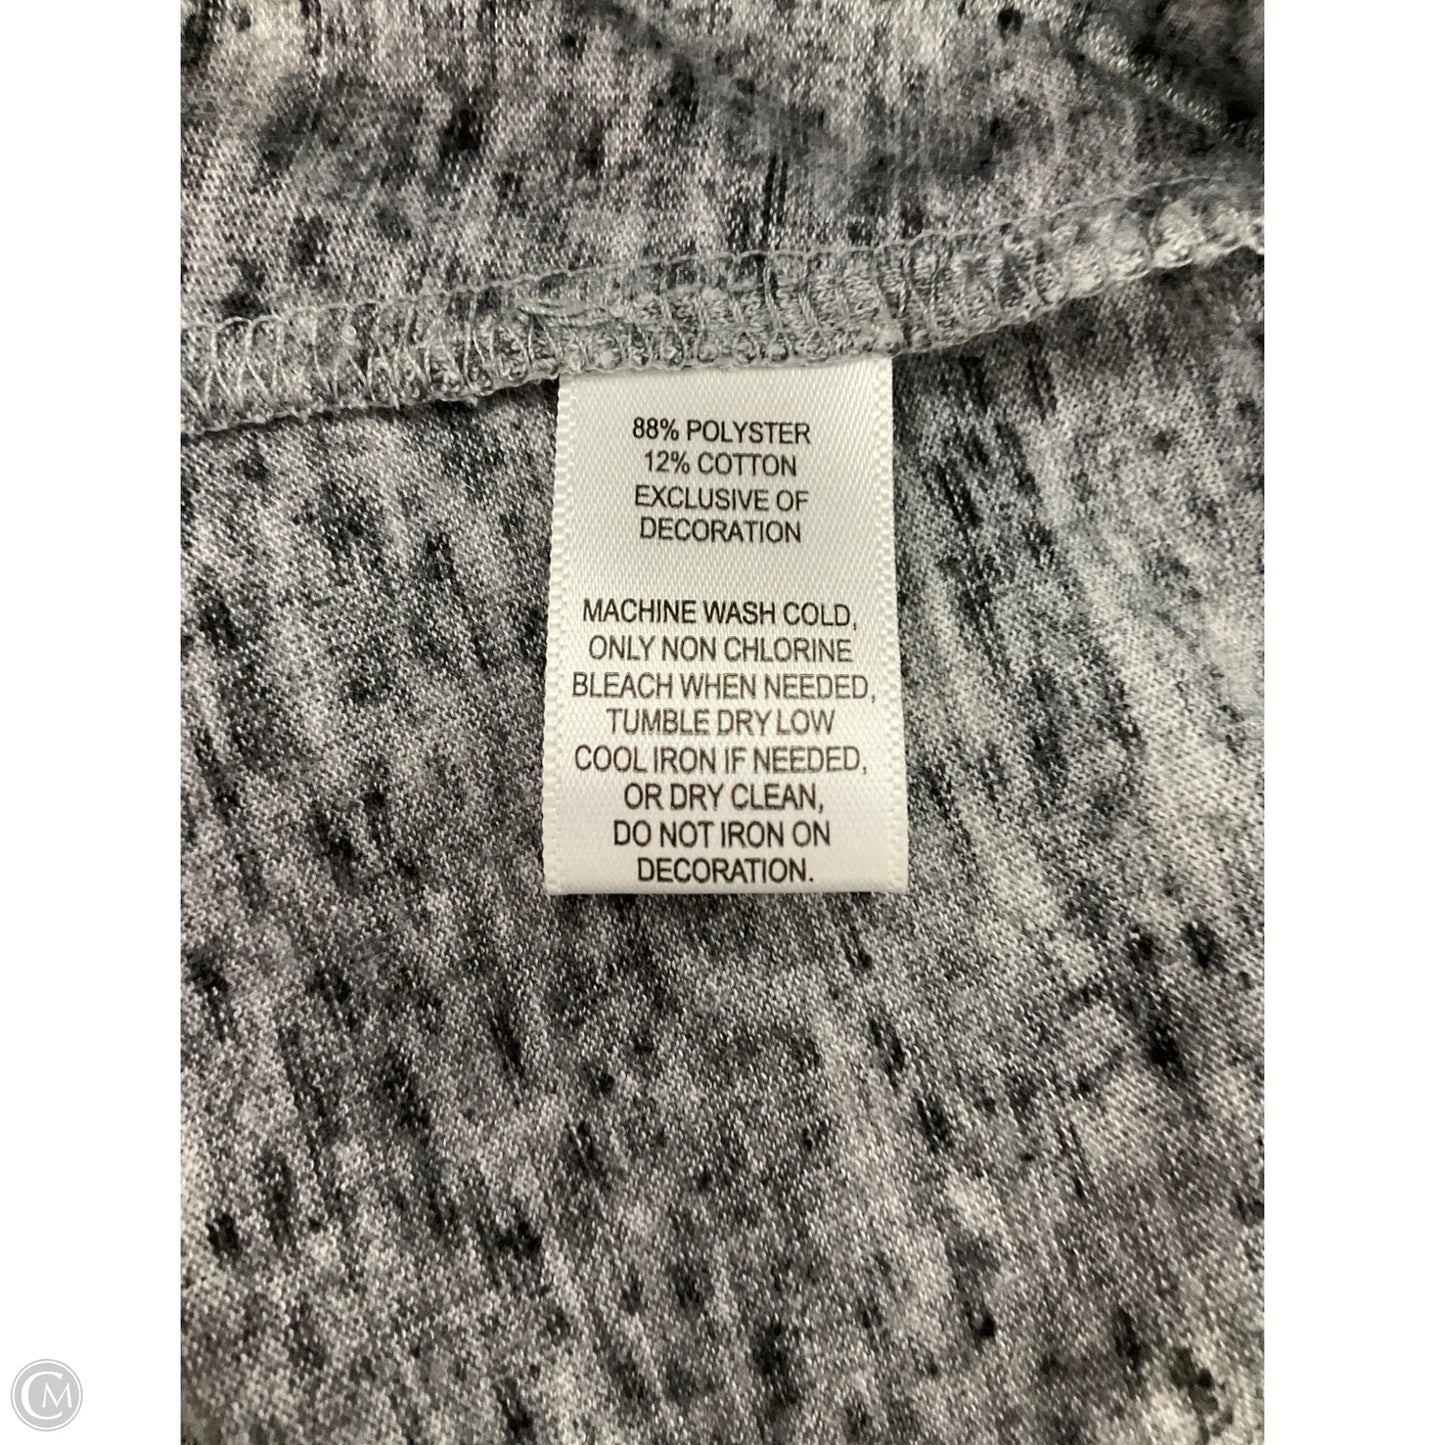 88% POLYSTER
12% COTTON
EXCLUSIVE OF
DECORATION
MACHINE WASH COLD,
ONLY NON CHLORINE
BLEACH WHEN NEEDED,
TUMBLE DRY LOW
COOL IRON IF NEEDED,
OR DRY CLEAN,
DO NOT IRON ON
DECORATION.
CM